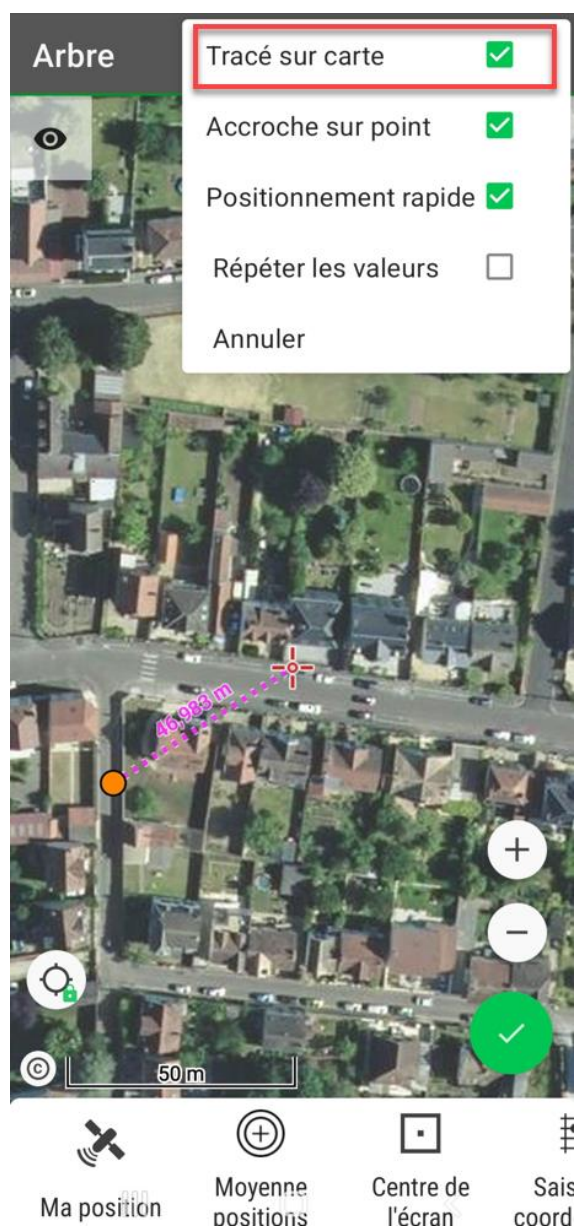 Arbre
Tracé sur carte
Accroche sur point
Positionnement rapide
Répéter les valeurs
Annuler
46,983 m
50 m
©
Ma position
Moyenne
positions
Centre de
l'écran
Sais
coord